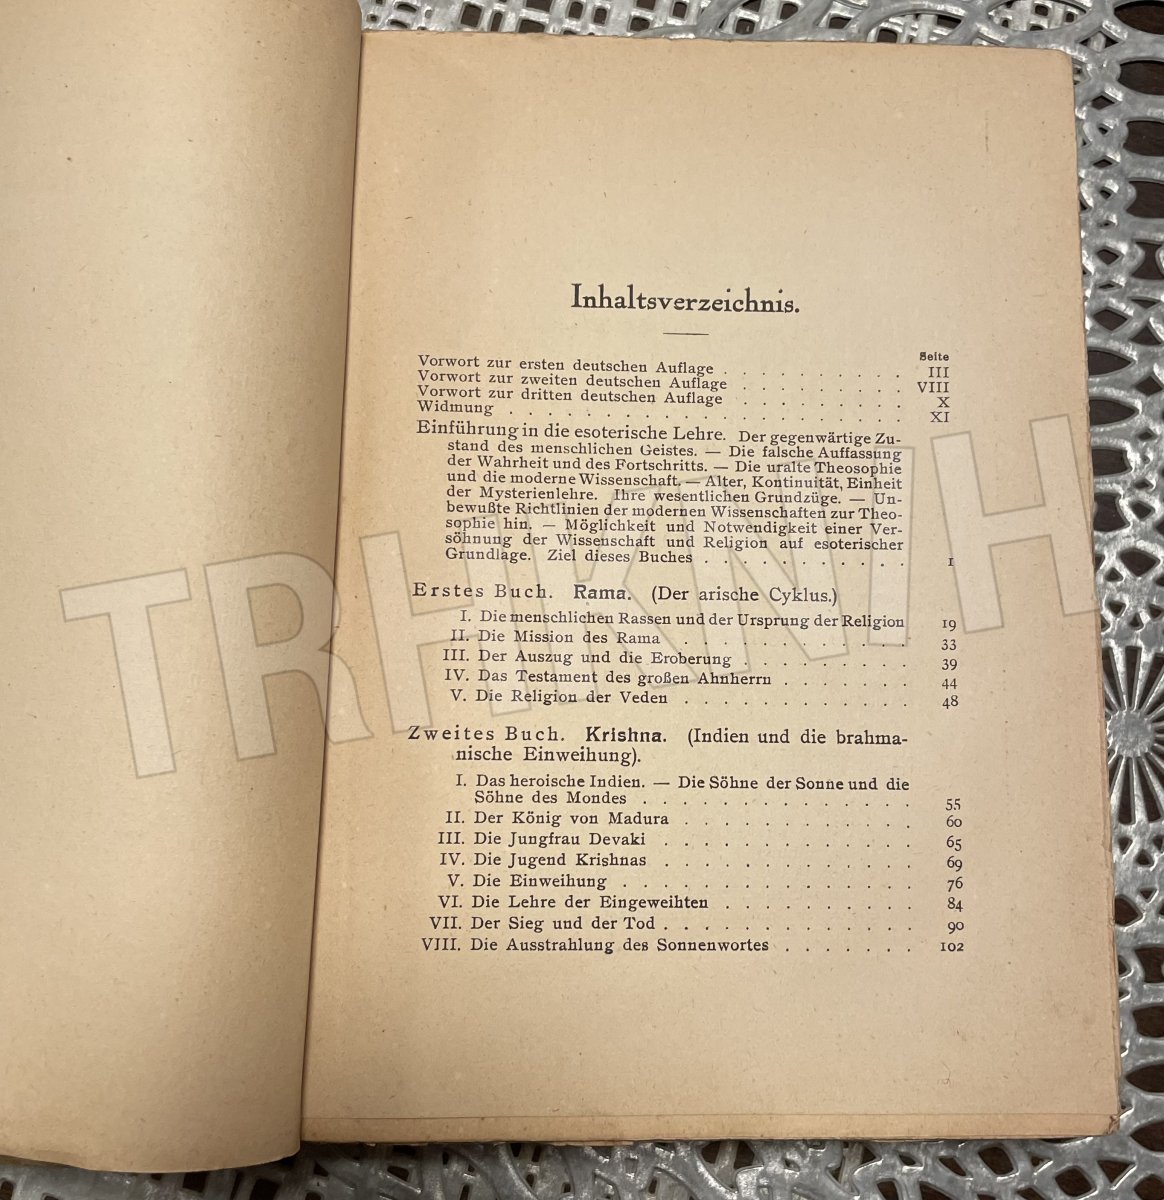 Inhaltsverzeichnis.
Seite
Vorwort zur ersten deutschen Auflage . . . . . . . . . . III
Vorwort zur zweiten deutschen Auflage . . . . . . . . . VIII
Vorwort zur dritten deutschen Auflage . . . . . . . . . X
Widmung . . . . . . . . . . . . . . . . . . XI
Einführung in die esoterische Lehre. Der gegenwärtige Zu-
stand des menschlichen Geistes. — Die falsche Auffassung
der Wahrheit und des Fortschritts. — Die uralte Theosophie
und die moderne Wissenschaft. — Alter, Kontinuität, Einheit
der Mysterienlehre. Ihre wesentlichen Grundzüge. — Un-
bewußte Richtlinien der modernen Wissenschaften zur Theo-
sophie hin. — Möglichkeit und Notwendigkeit einer Ver-
söhnung der Wissenschaft und Religion auf esoterischer
Grundlage. Ziel dieses Buches . . . . . . . . . . . 1
Erstes Buch. Rama. (Der arische Cyklus.)
I. Die menschlichen Rassen und der Ursprung der Religion 19
II. Die Mission des Rama . . . . . . . . . . . 33
III. Der Auszug und die Eroberung . . . . . . . . . 39
IV. Das Testament des großen Ahnherrn . . . . . . . 44
V. Die Religion der Veden . . . . . . . . . . . 48
Zweites Buch. Krishna. (Indien und die brahma-
nische Einweihung).
I. Das heroische Indien. — Die Söhne der Sonne und die
Söhne des Mondes . . . . . . . . . . . . . 55
II. Der König von Madura . . . . . . . . . . . 60
III. Die Jungfrau Devaki . . . . . . . . . . . . 65
IV. Die Jugend Krishnas . . . . . . . . . . . . 69
V. Die Einweihung . . . . . . . . . . . . . . 76
VI. Die Lehre der Eingeweihten . . . . . . . . . . 84
VII. Der Sieg und der Tod . . . . . . . . . . . . 90
VIII. Die Ausstrahlung des Sonnenwortes . . . . . . . 102
TRHKNIH